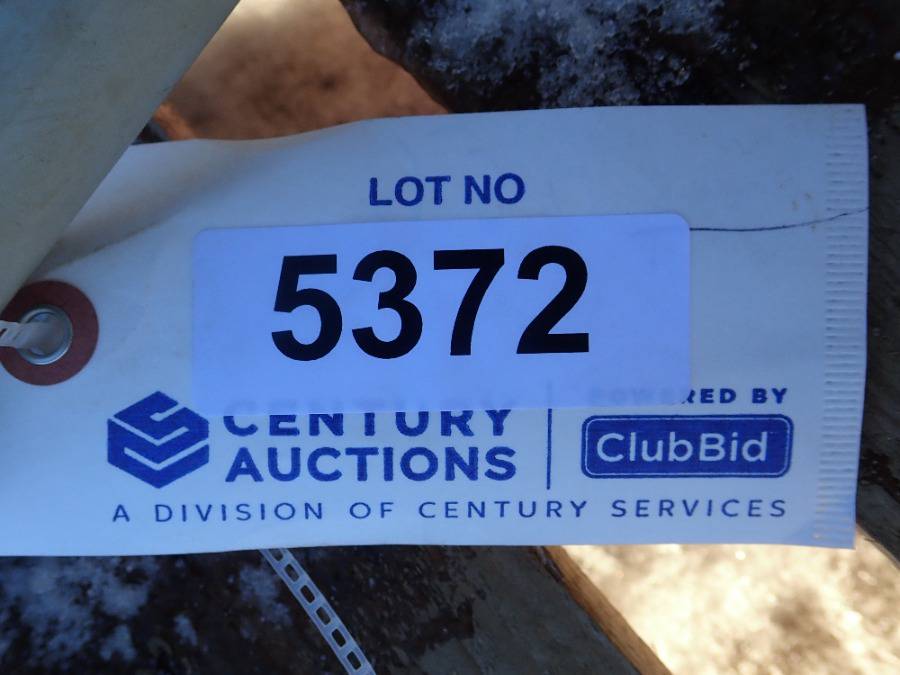 LOT NO
5372
CENTURY
AUCTIONS
POWERED BY
ClubBid
A DIVISION OF CENTURY SERVICES